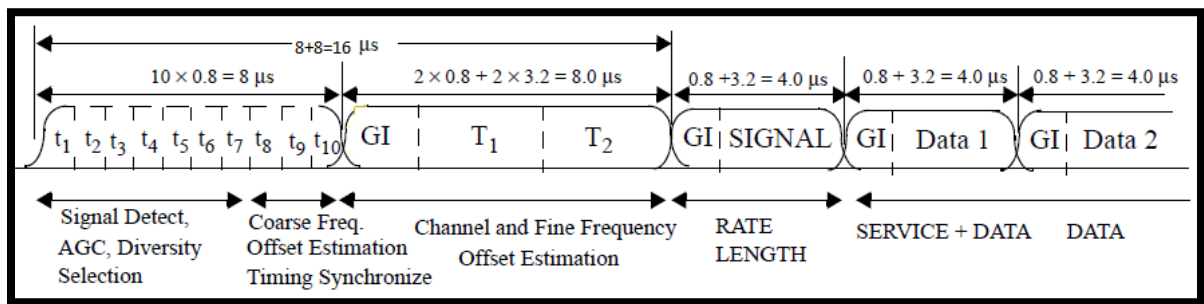 8+8=16 μs
10 × 0.8 = 8 μs 2 × 0.8 + 2 × 3.2 = 8.0 μs 0.8 +3.2 = 4.0 μs 0.8 + 3.2 = 4.0 μs 0.8 + 3.2 = 4.0 μs
t1 t2 t3 t4 t5 t6 t7 t8 t9 t10 GI T1 T2 GI SIGNAL GI Data 1 GI Data 2
Signal Detect,
AGC, Diversity
Selection
Coarse Freq.
Offset Estimation
Timing Synchronize
Channel and Fine Frequency
Offset Estimation
RATE
LENGTH
SERVICE + DATA
DATA